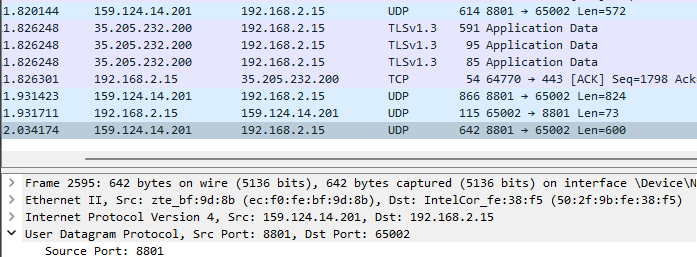 1.820144 159.124.14.201 192.168.2.15 UDP 614 8801 → 65002 Len=572
1.826248 35.205.232.200 192.168.2.15 TLSv1.3 591 Application Data
1.826248 35.205.232.200 192.168.2.15 TLSv1.3 95 Application Data
1.826248 35.205.232.200 192.168.2.15 TLSv1.3 85 Application Data
1.826301 192.168.2.15 35.205.232.200 TCP 54 64770 → 443 [ACK] Seq=1798 Ack
1.931423 159.124.14.201 192.168.2.15 UDP 866 8801 → 65002 Len=824
1.931711 192.168.2.15 159.124.14.201 UDP 115 65002 → 8801 Len=73
2.034174 159.124.14.201 192.168.2.15 UDP 642 8801 → 65002 Len=600
Frame 2595: 642 bytes on wire (5136 bits), 642 bytes captured (5136 bits) on interface \Device\N
Ethernet II, Src: zte_bf:9d:8b (ec:f0:fe:bf:9d:8b), Dst: IntelCor_fe:38:f5 (50:2f:9b:fe:38:f5)
Internet Protocol Version 4, Src: 159.124.14.201, Dst: 192.168.2.15
User Datagram Protocol, Src Port: 8801, Dst Port: 65002
Source Port: 8801